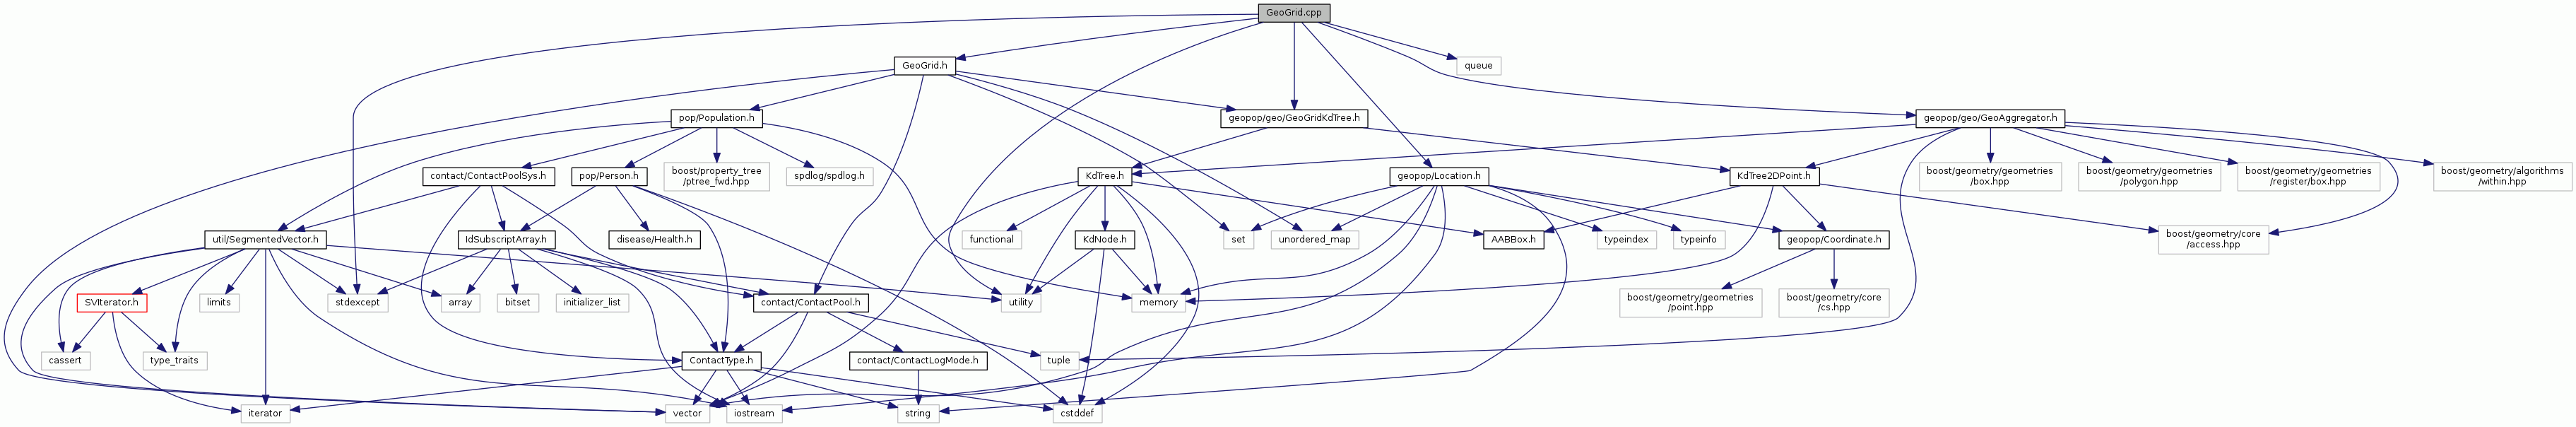 GeoGrid.cpp
GeoGrid.h
queue
pop/Population.h
geopop/geo/GeoGridKdTree.h
geopop/geo/GeoAggregator.h
contact/ContactPoolSys.h
pop/Person.h
boost/property_tree
/ptree_fwd.hpp
spdlog/spdlog.h
KdTree.h
geopop/Location.h
KdTree2DPoint.h
boost/geometry/geometries
/box.hpp
boost/geometry/geometries
/polygon.hpp
boost/geometry/geometries
/register/box.hpp
boost/geometry/algorithms
/within.hpp
util/SegmentedVector.h
IdSubscriptArray.h
disease/Health.h
functional
KdNode.h
set
unordered_map
AABBox.h
typeindex
typeinfo
geopop/Coordinate.h
boost/geometry/core
/access.hpp
SVIterator.h
limits
stdexcept
array
bitset
initializer_list
contact/ContactPool.h
utility
memory
boost/geometry/geometries
/point.hpp
boost/geometry/core
/cs.hpp
cassert
type_traits
ContactType.h
contact/ContactLogMode.h
tuple
iterator
vector
iostream
string
cstddef